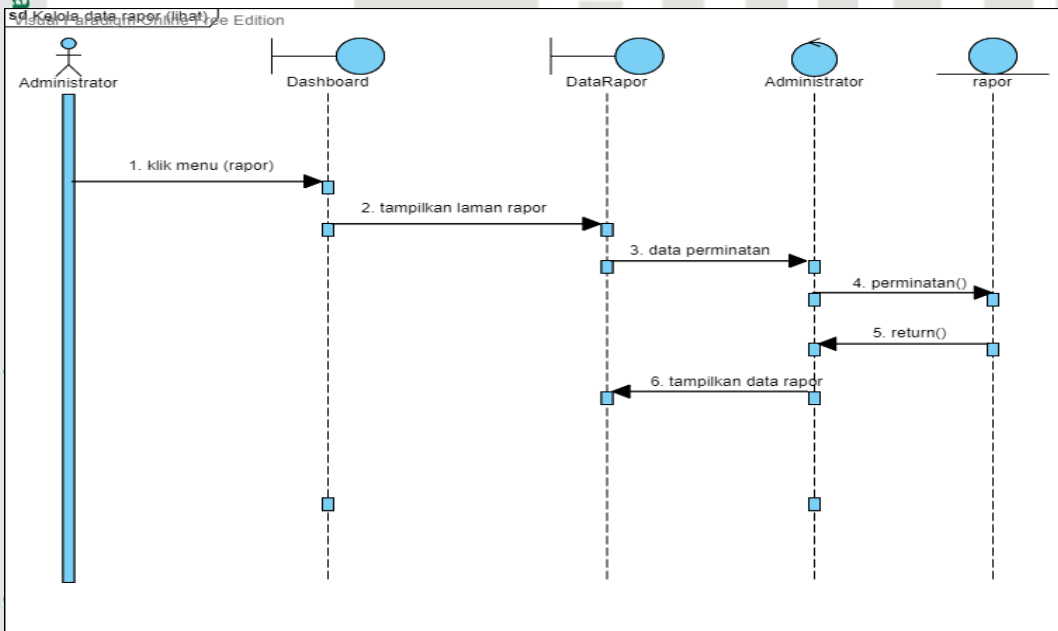 sd Kelola data rapor (lihat)
Visual Paradigm Online Free Edition
Administrator
Dashboard
DataRapor
Administrator
rapor
1. klik menu (rapor)
2. tampilkan laman rapor
3. data perminatan
4. perminatan()
5. return()
6. tampilkan data rapor